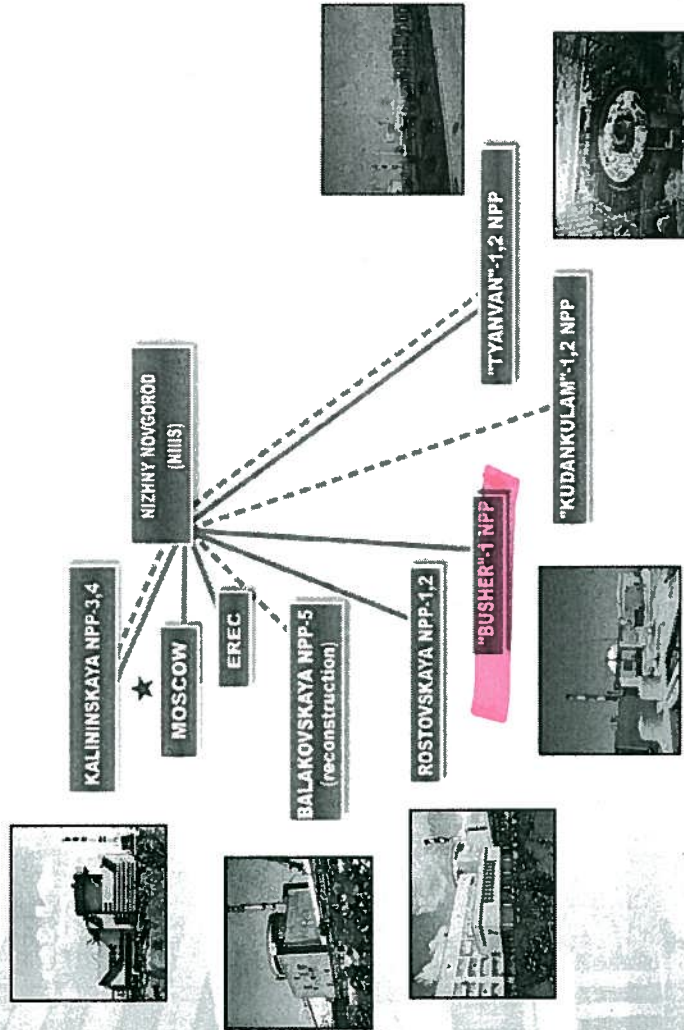 KALININSKAYA NPP-3,4
MOSCOW
EREC
BALAKOVSKAYA NPP-5
(reconstruction)
ROSTOVSKAYA NPP-1,2
"BUSHER"-1 NPP
"KUDANKULAM"-1,2 NPP
"TYANVAN"-1,2 NPP
NIZHNY NOVGOROD
(NIIS)